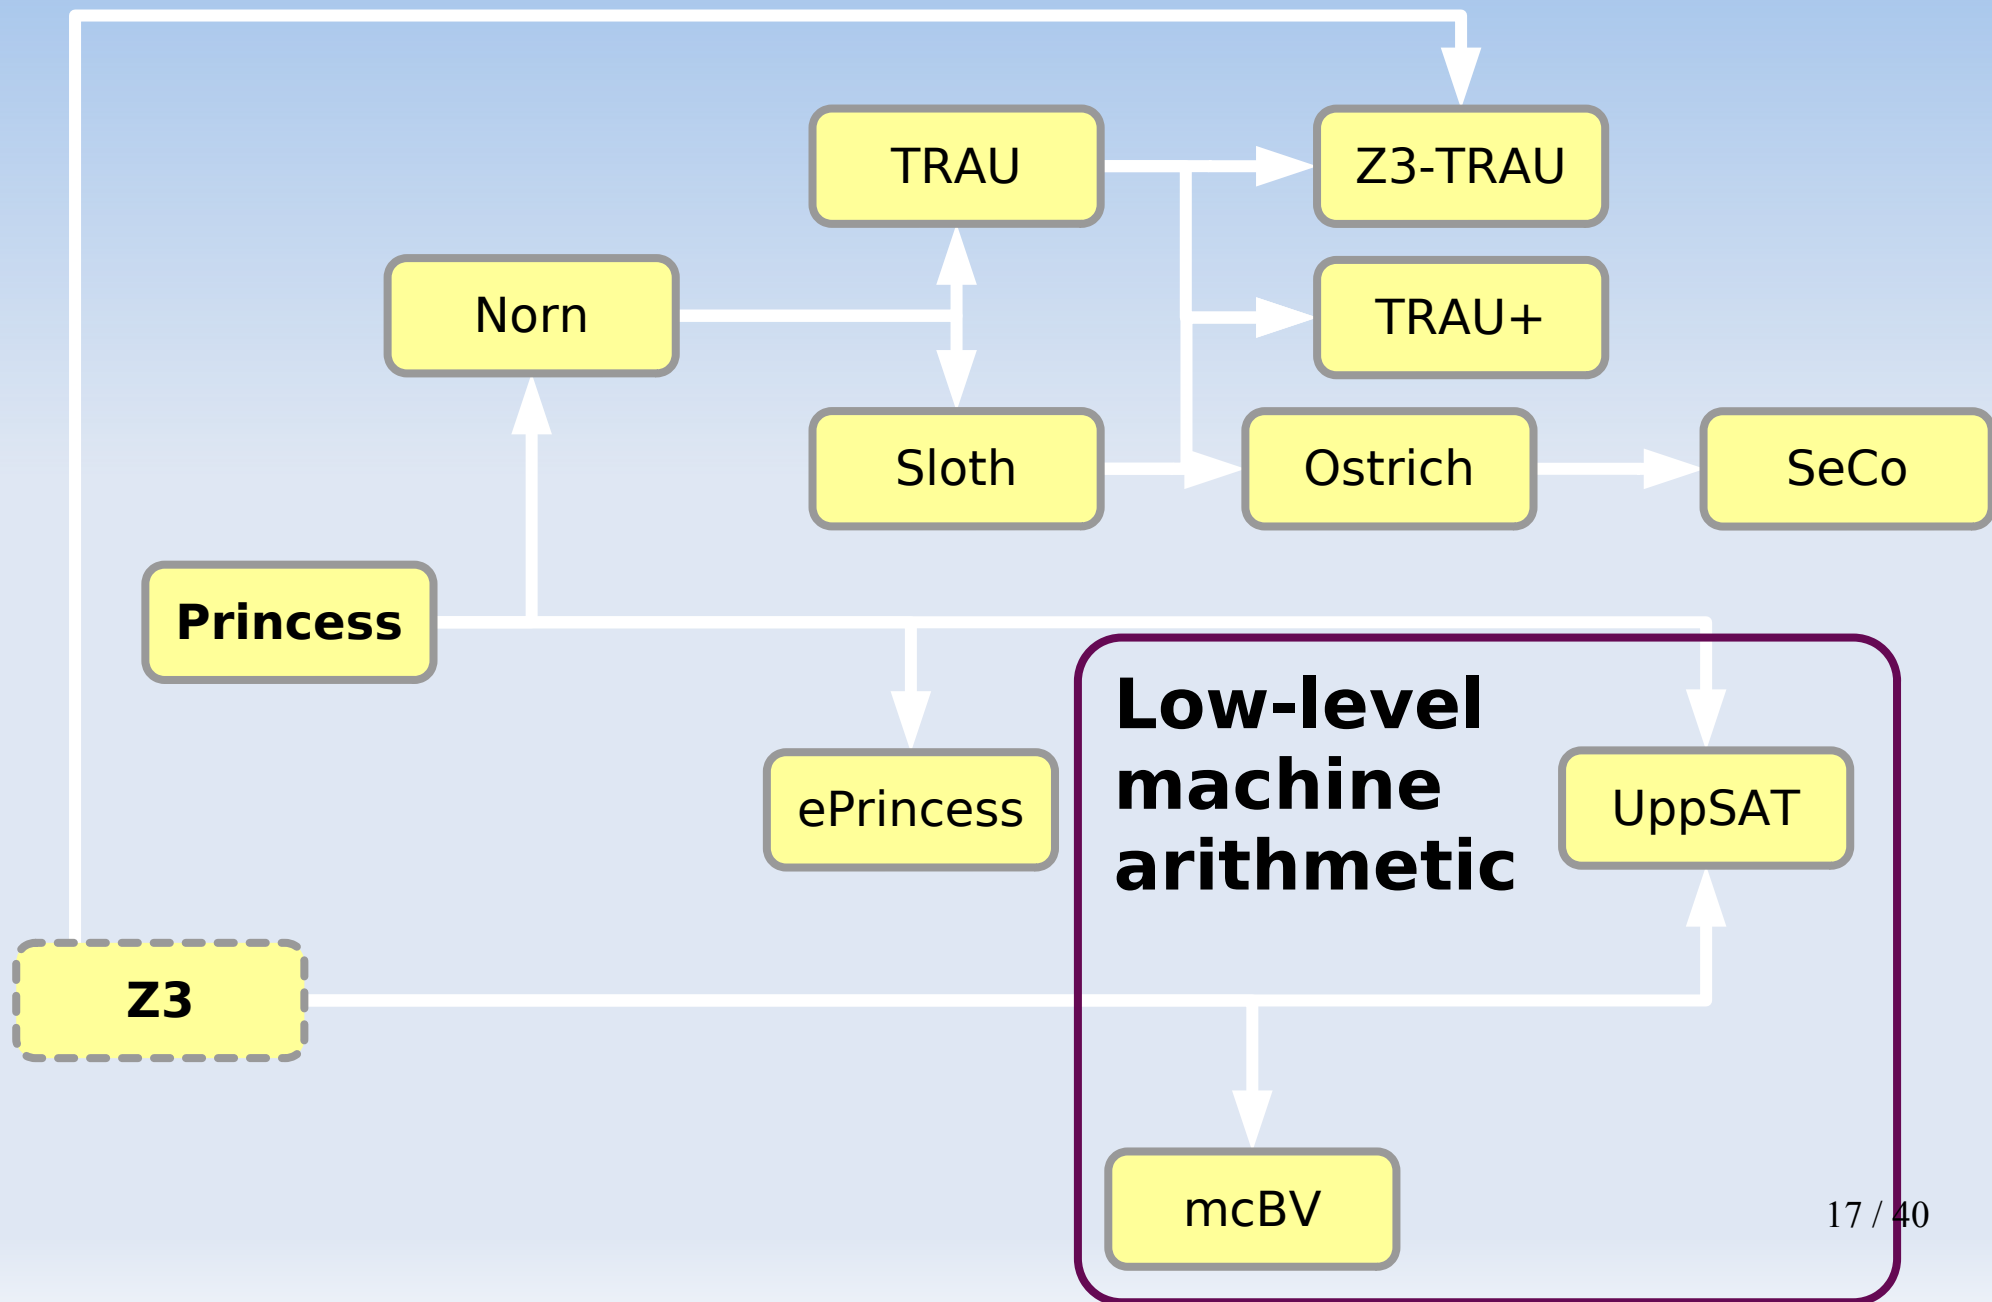 TRAU
Z3-TRAU
Norn
TRAU+
Sloth
Ostrich
SeCo
Princess
Low-level
machine
arithmetic
ePrincess
UppSAT
Z3
mcBV
17 / 40